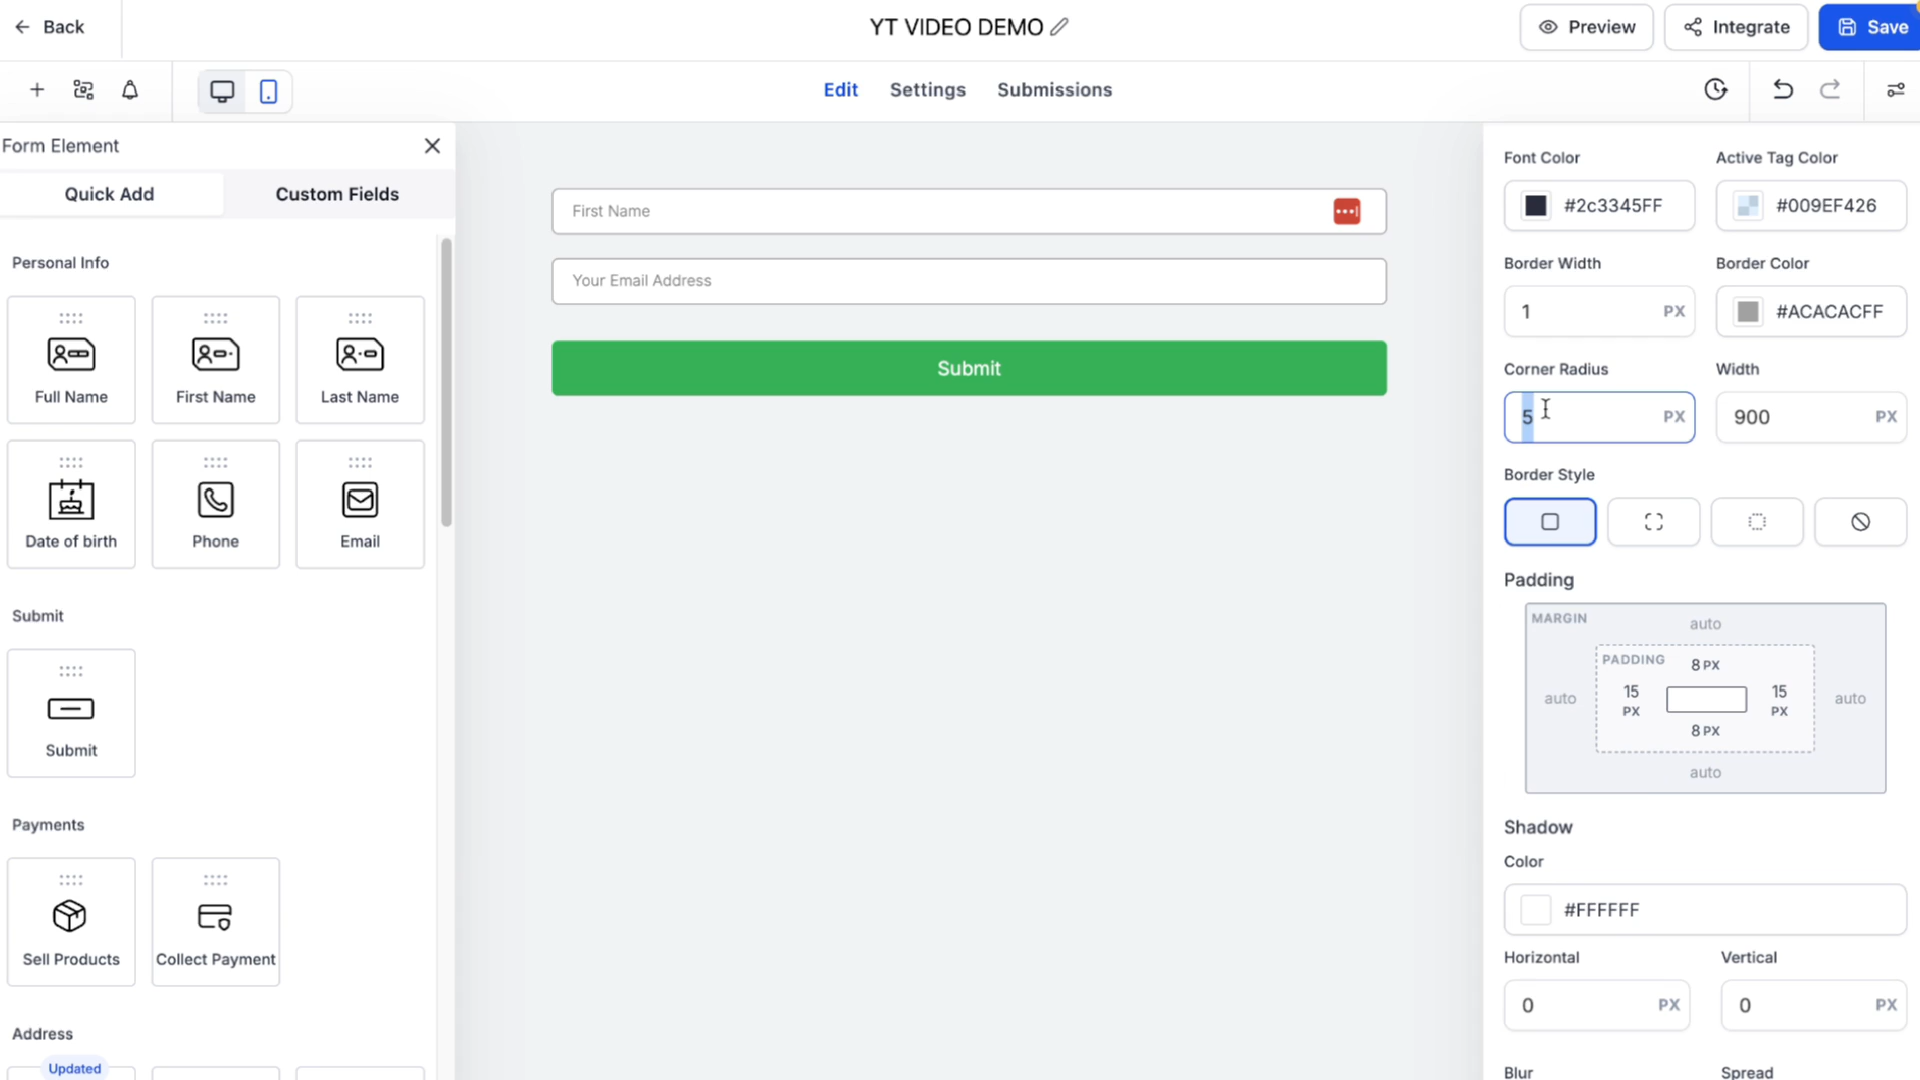 Back
YT VIDEO DEMO
Preview
Integrate
Save
Edit
Settings
Submissions
Form Element
Quick Add
Custom Fields
Personal Info
Full Name
First Name
Last Name
Date of birth
Phone
Email
Submit
Submit
Payments
Sell Products
Collect Payment
Address
Updated
First Name
Your Email Address
Submit
Font Color
Active Tag Color
#2c3345FF
#009EF426
Border Width
Border Color
1 PX
#ACACACFF
Corner Radius
Width
5 PX
900 PX
Border Style
Padding
MARGIN
auto
PADDING
8 PX
auto
15 PX
15 PX
auto
8 PX
auto
Shadow
Color
#FFFFFF
Horizontal
Vertical
0 PX
0 PX
Blur
Spread